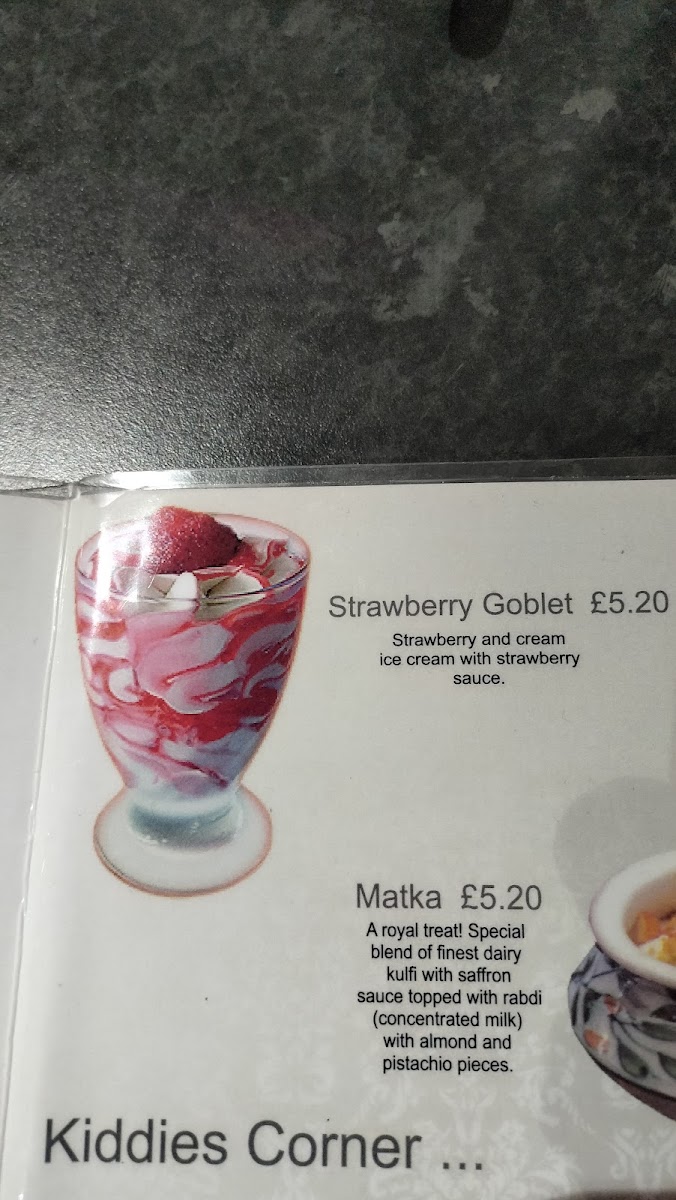 Strawberry Goblet £5.20
Strawberry and cream
ice cream with strawberry
sauce.
Matka £5.20
A royal treat! Special
blend of finest dairy
kulfi with saffron
sauce topped with rabdi
(concentrated milk)
with almond and
pistachio pieces.
Kiddies Corner ...